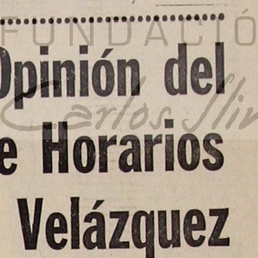 FUNDACIÓ
Opinión del
Carlos Slim
e Horarios
Velázquez